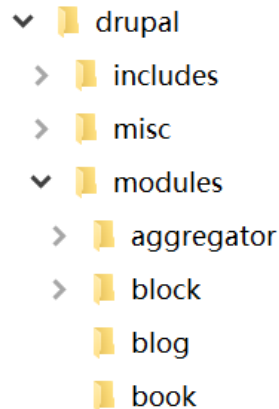 drupal
includes
misc
modules
aggregator
block
blog
book